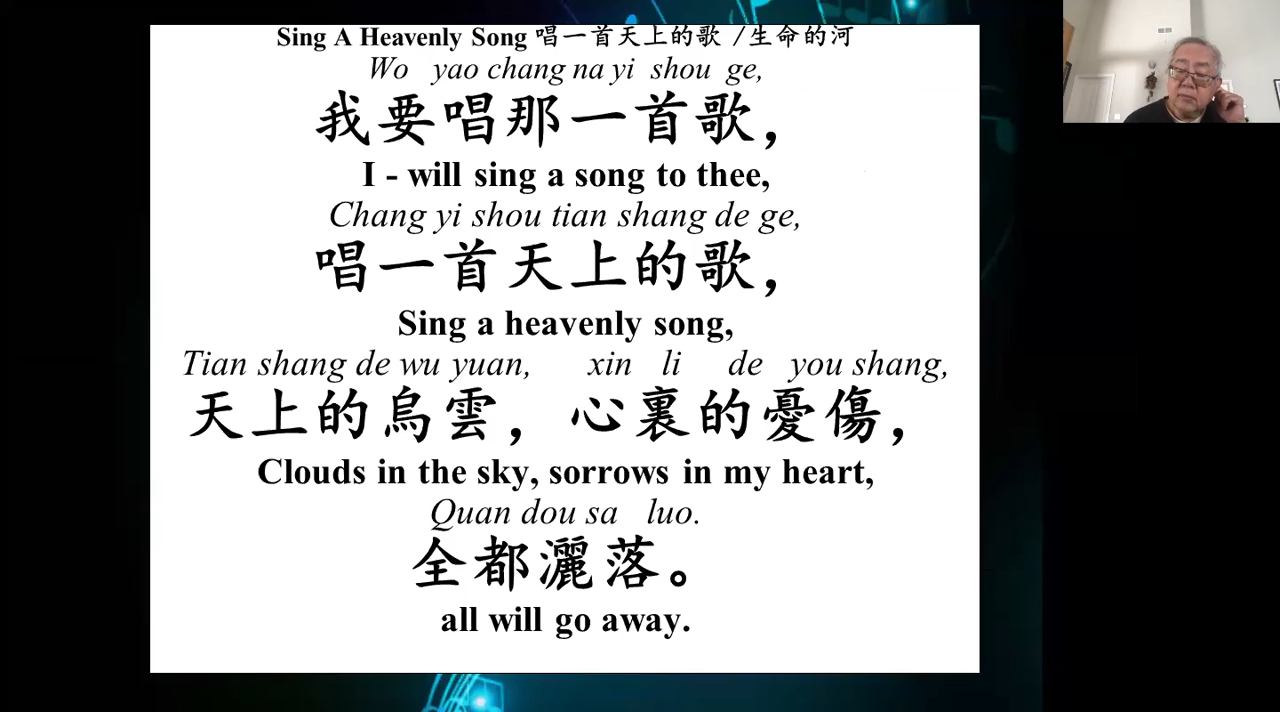 Sing A Heavenly Song 唱一首天上的歌 /生命的河
Wo yao chang na yi shou ge,
我要唱那一首歌，
I - will sing a song to thee,
Chang yi shou tian shang de ge,
唱一首天上的歌，
Sing a heavenly song,
Tian shang de wu yuan, xin li de you shang,
天上的烏雲，心裏的憂傷，
Clouds in the sky, sorrows in my heart,
Quan dou sa luo.
全都灑落。
all will go away.